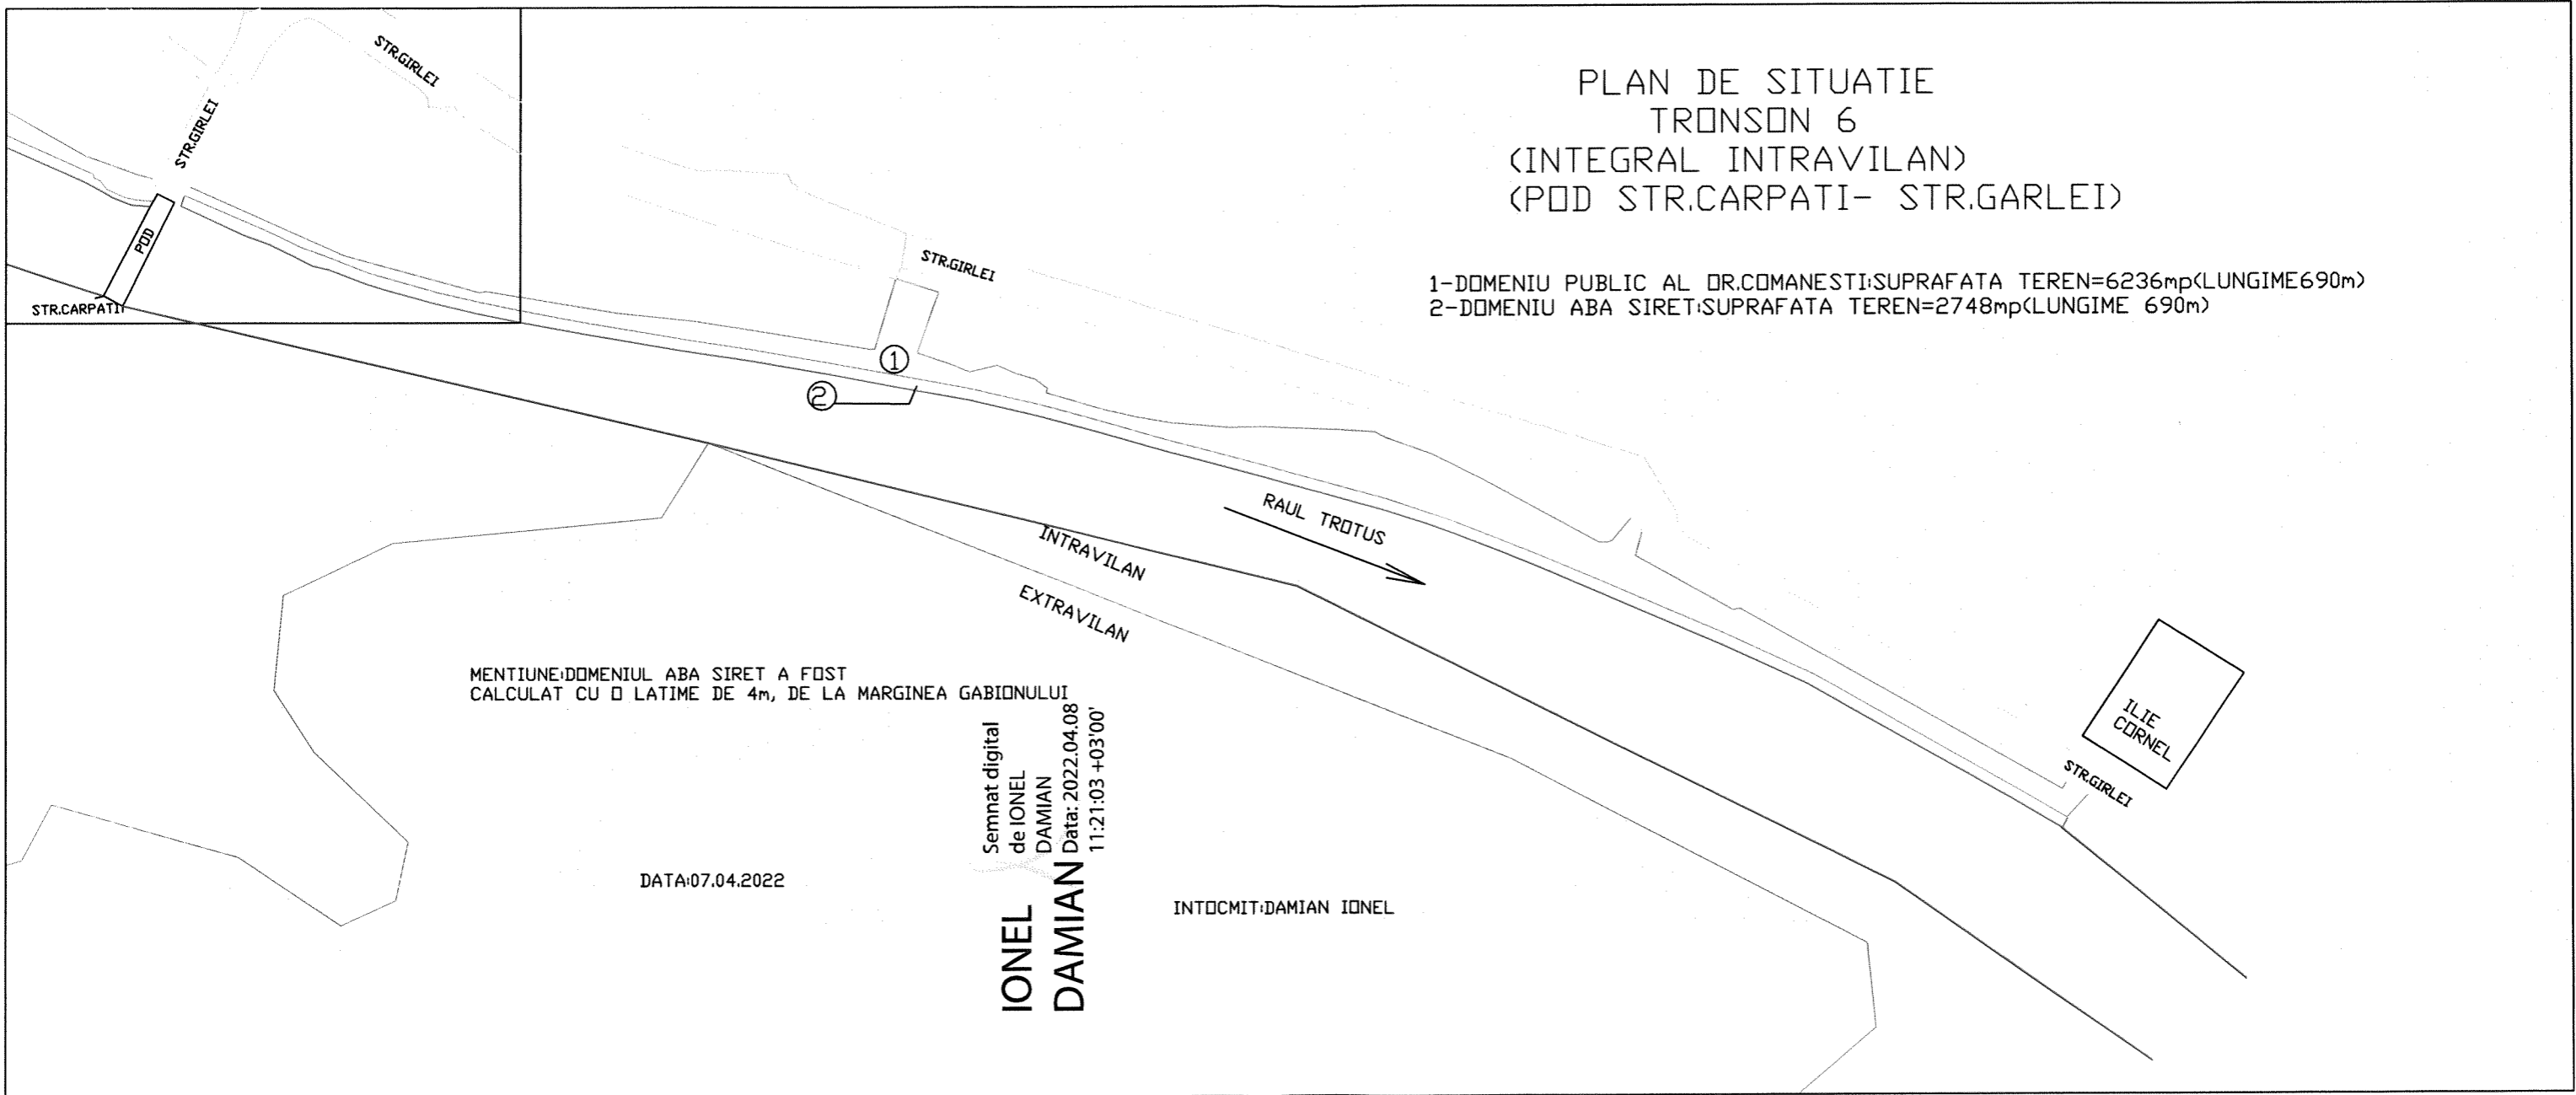 PLAN DE SITUATIE
TRONSON 6
(INTEGRAL INTRAVILAN)
(POD STR.CARPATI- STR.GARLEI)
1-DOMENIU PUBLIC AL OR.COMANESTI:SUPRAFATA TEREN=6236mp(LUNGIME690m)
2-DOMENIU ABA SIRET:SUPRAFATA TEREN=2748mp(LUNGIME 690m)
STR.GIRLEI
STR.GIRLEI
POD
STR.CARPATI
STR.GIRLEI
1
2
RAUL TROTUS
INTRAVILAN
EXTRAVILAN
MENTIUNE:DOMENIUL ABA SIRET A FOST
CALCULAT CU O LATIME DE 4m, DE LA MARGINEA GABIONULUI
ILIE
CORNEL
STR.GIRLEI
IONEL
DAMIAN
Semnat digital
de IONEL
DAMIAN
Data: 2022.04.08
11:21:03 +03'00'
DATA:07.04.2022
INTOCMIT:DAMIAN IONEL